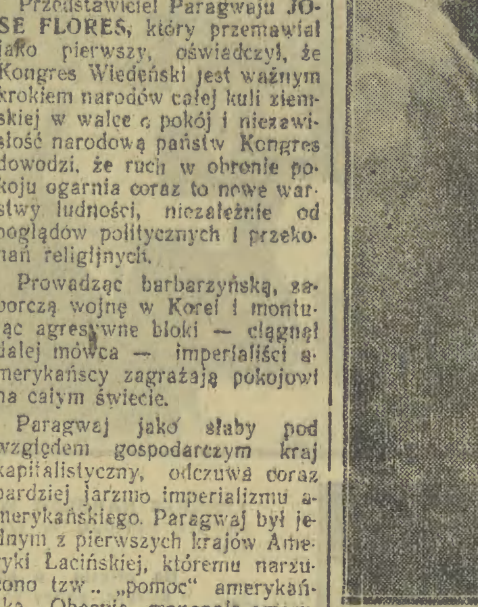 Przedstawiciel Paragwaju JO-
SE FLORES, który przemawiał
jako pierwszy, oświadczył, że
Kongres Wiedeński jest ważnym
krokiem narodów całej kuli ziem-
skiej w walce o pokój i niezawi-
słość narodową państw Kongres
dowodzi, że ruch w obronie po-
koju ogarnia coraz to nowe war-
stwy ludności, niezależnie od
poglądów politycznych i przeko-
nań religijnych.
Prowadząc barbarzyńską, za-
borczą wojnę w Korei i montu-
jąc agresywne bloki — ciągnął
dalej mówca — imperialiści a-
merykańscy zagrażają pokojowi
na całym świecie.
Paragwaj jako słaby pod
względem gospodarczym kraj
kapitalistyczny, odczuwa coraz
bardziej jarzmo imperializmu a-
merykańskiego. Paragwaj był je-
dnym z pierwszych krajów Ame-
ryki Łacińskiej, któremu narzu-
cono tzw.. „pomoc" amerykań-
ską. Obecnie